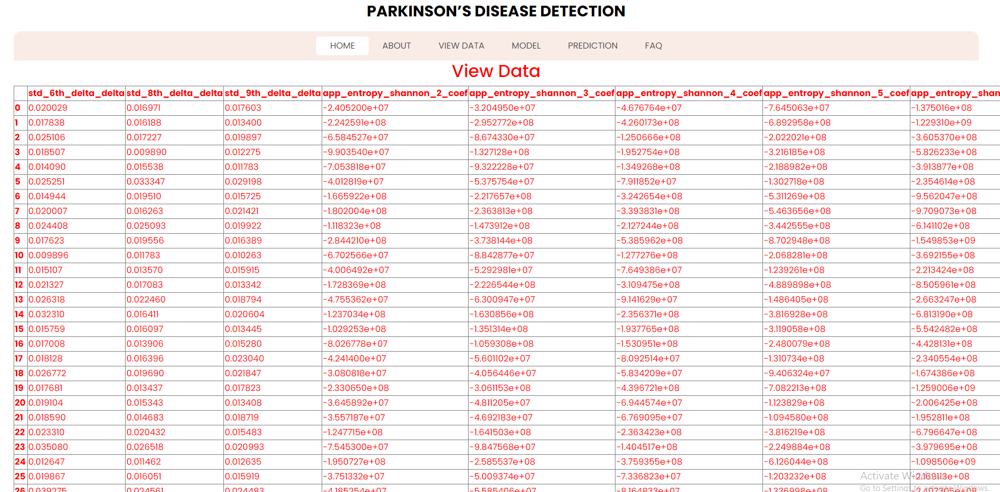 PARKINSON’S DISEASE DETECTION
HOME ABOUT VIEW DATA MODEL PREDICTION FAQ
View Data
std_6th_delta_delta std_8th_delta_delta std_9th_delta_delta app_entropy_shannon_2_coef app_entropy_shannon_3_coef app_entropy_shannon_4_coef app_entropy_shannon_5_coef app_entropy_shan
0 0.020029 0.016971 0.017603 -2.405200e+07 -3.204950e+07 -4.676764e+07 -7.645063e+07 -1.375016e+08
1 0.017838 0.016188 0.013400 -2.242591e+08 -2.952772e+08 -4.260173e+08 -6.892958e+08 -1.229310e+09
2 0.025106 0.017227 0.019897 -6.584527e+07 -8.674330e+07 -1.250666e+08 -2.022021e+08 -3.605370e+08
3 0.018507 0.009890 0.012275 -9.903540e+07 -1.327128e+08 -1.952754e+08 -3.216185e+08 -5.826233e+08
4 0.014090 0.015538 0.011783 -7.053818e+07 -9.322228e+07 -1.349268e+08 -2.188982e+08 -3.913877e+08
5 0.025251 0.033347 0.029198 -4.012819e+07 -5.375754e+07 -7.911852e+07 -1.302718e+08 -2.354614e+08
6 0.014944 0.019510 0.015725 -1.665922e+08 -2.217657e+08 -3.242654e+08 -5.311269e+08 -9.562047e+08
7 0.020007 0.016263 0.021421 -1.802004e+08 -2.363813e+08 -3.393831e+08 -5.463656e+08 -9.709073e+08
8 0.024408 0.025093 0.019922 -1.118323e+08 -1.473912e+08 -2.127244e+08 -3.442555e+08 -6.141102e+08
9 0.017623 0.019556 0.016389 -2.844210e+08 -3.738144e+08 -5.385962e+08 -8.702948e+08 -1.549853e+09
10 0.009896 0.011783 0.010263 -6.702566e+07 -8.842877e+07 -1.277276e+08 -2.068281e+08 -3.692155e+08
11 0.015107 0.013570 0.015915 -4.006492e+07 -5.292981e+07 -7.649386e+07 -1.239261e+08 -2.213424e+08
12 0.021327 0.017083 0.013342 -1.728369e+08 -2.226544e+08 -3.109475e+08 -4.889898e+08 -8.505961e+08
13 0.026318 0.022460 0.018794 -4.755362e+07 -6.300947e+07 -9.141629e+07 -1.486405e+08 -2.663247e+08
14 0.032310 0.016411 0.020604 -1.237034e+08 -1.630856e+08 -2.356371e+08 -3.816928e+08 -6.813190e+08
15 0.015759 0.016097 0.013445 -1.029253e+08 -1.351314e+08 -1.937765e+08 -3.119058e+08 -5.542482e+08
16 0.017008 0.013906 0.015280 -8.026778e+07 -1.059308e+08 -1.530951e+08 -2.480079e+08 -4.428131e+08
17 0.018128 0.016396 0.023040 -4.241400e+07 -5.601102e+07 -8.092514e+07 -1.310734e+08 -2.340554e+08
18 0.026772 0.019690 0.021847 -3.080818e+07 -4.056446e+07 -5.834209e+07 -9.406324e+07 -1.674386e+08
19 0.017681 0.013437 0.017823 -2.330650e+08 -3.061153e+08 -4.396721e+08 -7.082213e+08 -1.259006e+09
20 0.019104 0.015343 0.013408 -3.645892e+07 -4.811205e+07 -6.944574e+07 -1.123829e+08 -2.006425e+08
21 0.018590 0.014683 0.018719 -3.557187e+07 -4.692183e+07 -6.769095e+07 -1.094580e+08 -1.952811e+08
22 0.023310 0.020432 0.015483 -1.247715e+08 -1.641503e+08 -2.363423e+08 -3.816219e+08 -6.796647e+08
23 0.035080 0.026518 0.020993 -7.545300e+07 -9.847568e+07 -1.404517e+08 -2.249884e+08 -3.979695e+08
24 0.012647 0.011462 0.012635 -1.950727e+08 -2.585537e+08 -3.759355e+08 -6.126044e+08 -1.098506e+09
25 0.019867 0.016051 0.015919 -3.751332e+07 -5.009374e+07 -7.336823e+07 -1.203232e+08
26 0.039275 0.024561 0.024483 -4.185254e+07 -5.585406e+07 -8.164833e+07 -1.336998e+08
Activate Windows
Go to Settings to activate Windows.